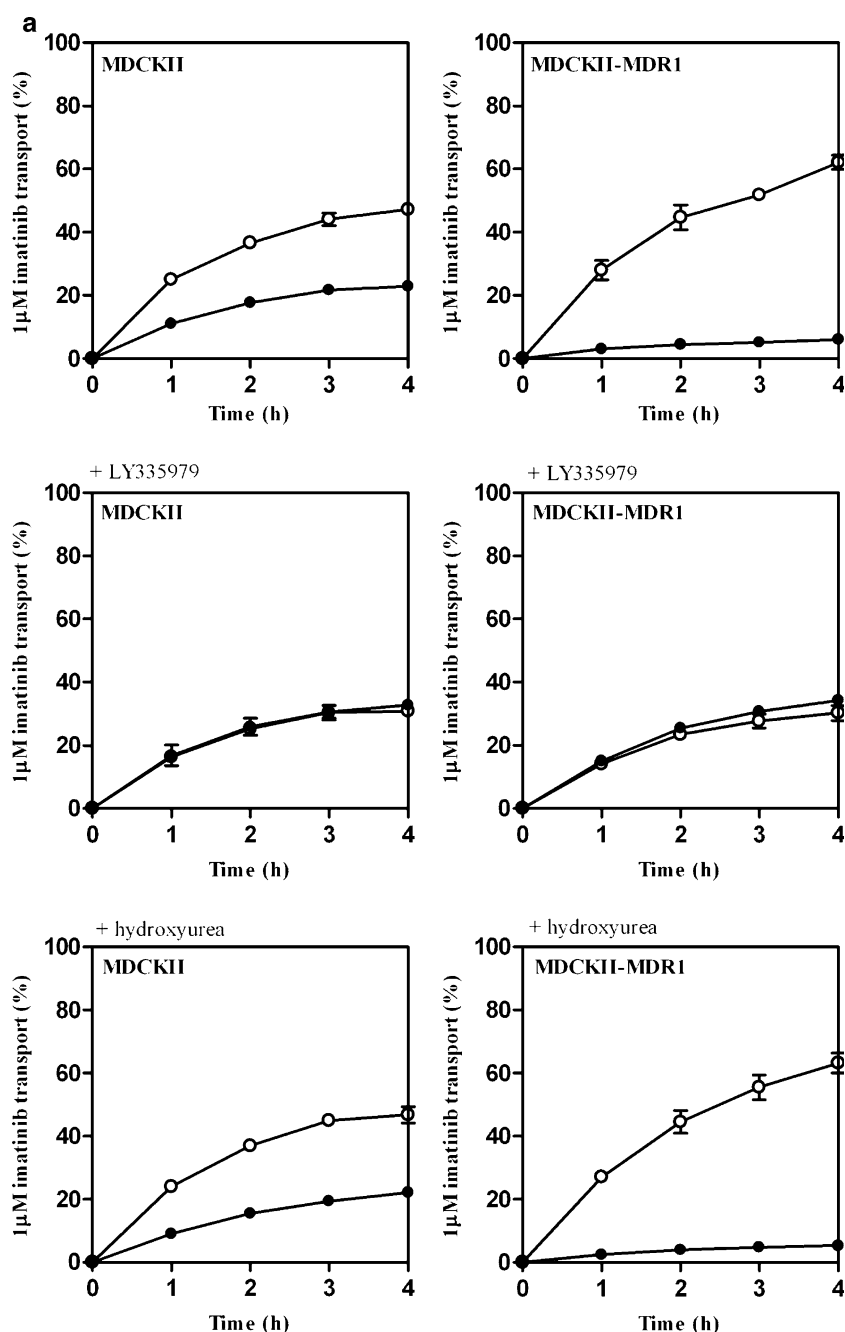 a
MDCKII
1µM imatinib transport (%)
100
80
60
40
20
0
0 1 2 3 4
Time (h)
MDCKII-MDR1
1µM imatinib transport (%)
100
80
60
40
20
0
0 1 2 3 4
Time (h)
+ LY335979
MDCKII
1µM imatinib transport (%)
100
80
60
40
20
0
0 1 2 3 4
Time (h)
+ LY335979
MDCKII-MDR1
1µM imatinib transport (%)
100
80
60
40
20
0
0 1 2 3 4
Time (h)
+ hydroxyurea
MDCKII
1µM imatinib transport (%)
100
80
60
40
20
0
0 1 2 3 4
Time (h)
+ hydroxyurea
MDCKII-MDR1
1µM imatinib transport (%)
100
80
60
40
20
0
0 1 2 3 4
Time (h)